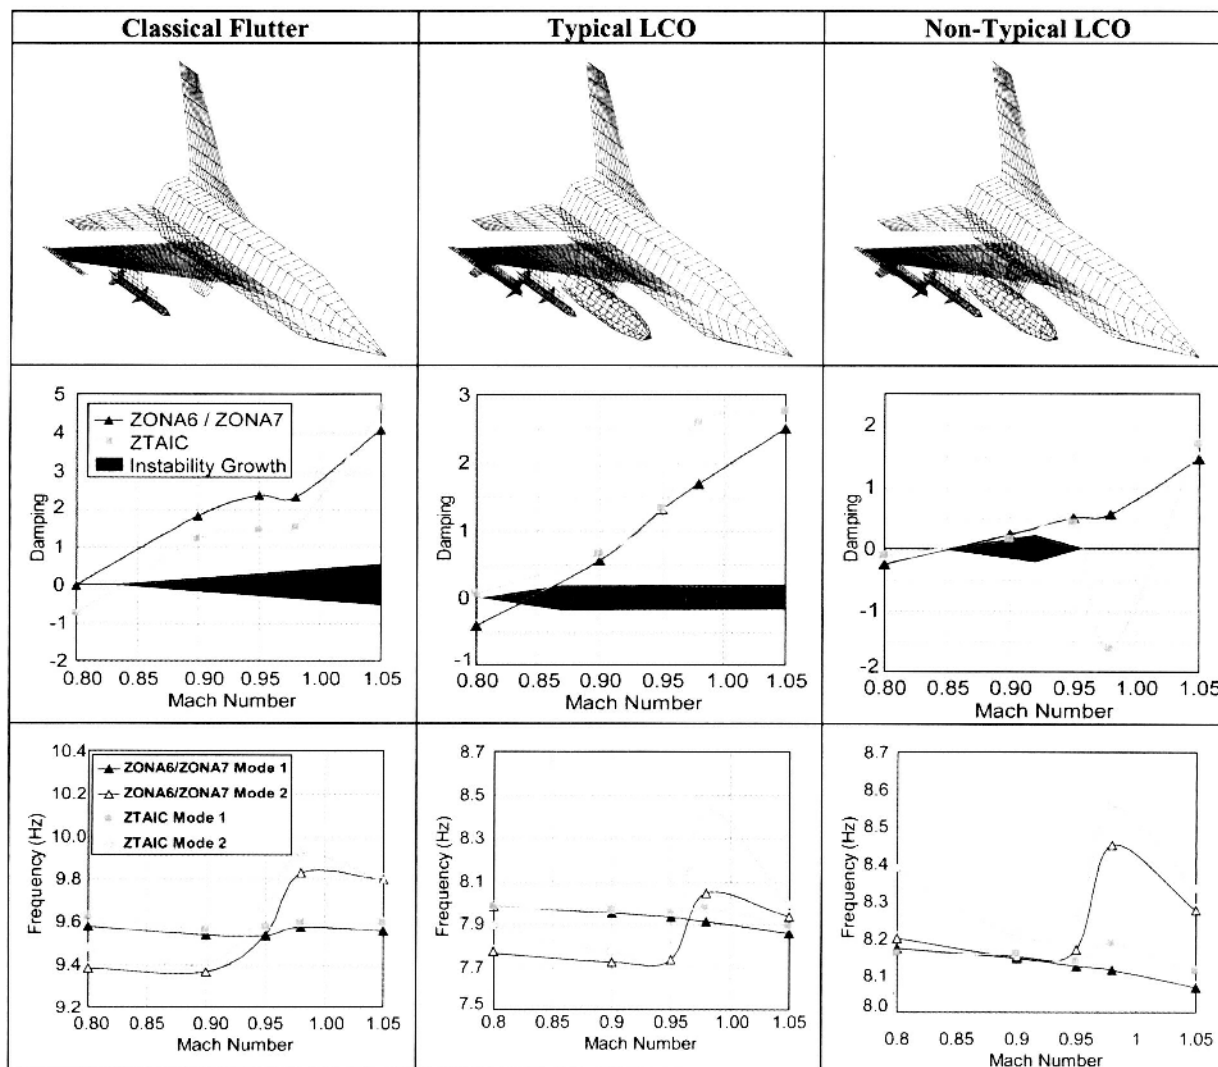 Classical Flutter
Typical LCO
Non-Typical LCO
5
4
3
2
1
0
-1
-2
Damping
ZONA6 / ZONA7
ZTAIC
Instability Growth
0.80 0.85 0.90 0.95 1.00 1.05
Mach Number
3
2
1
0
-1
Damping
0.80 0.85 0.90 0.95 1.00 1.05
Mach Number
2
1
0
-1
-2
Damping
0.80 0.85 0.90 0.95 1.00 1.05
Mach Number
10.4
10.2
10.0
9.8
9.6
9.4
9.2
Frequency (Hz)
ZONA6/ZONA7 Mode 1
ZONA6/ZONA7 Mode 2
ZTAIC Mode 1
ZTAIC Mode 2
0.80 0.85 0.90 0.95 1.00 1.05
Mach Number
8.7
8.5
8.3
8.1
7.9
7.7
7.5
Frequency (Hz)
0.8 0.85 0.90 0.95 1.00 1.05
Mach Number
8.7
8.6
8.5
8.4
8.2
8.1
8.0
Frequency (Hz)
0.8 0.85 0.9 0.95 1 1.05
Mach Number